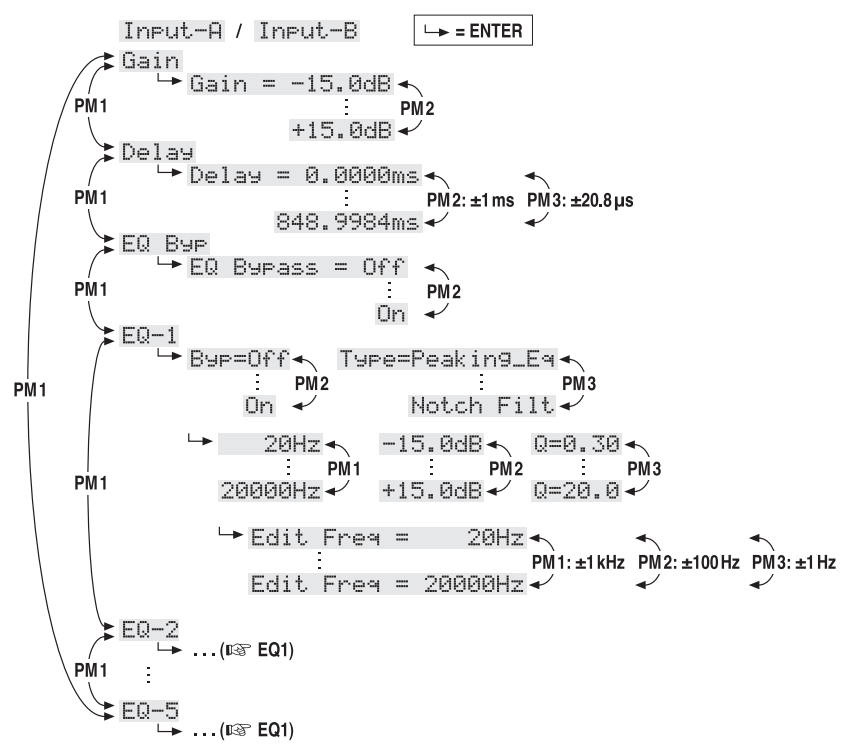 Input-A / Input-B
↳ = ENTER
Gain
Gain = -15.0dB
PM1
PM2
+15.0dB
Delay
Delay = 0.0000ms
PM1
PM2: ±1 ms PM3: ±20.8 µs
848.9984ms
EQ Byp
EQ Bypass = Off
PM1
PM2
On
EQ-1
Byp=Off Type=Peaking_Eq
PM2 PM3
On Notch Filt
PM1
20Hz -15.0dB Q=0.30
PM1 PM2 PM3
20000Hz +15.0dB Q=20.0
PM1
Edit Freq = 20Hz
PM1: ±1 kHz PM2: ±100 Hz PM3: ±1 Hz
Edit Freq = 20000Hz
EQ-2
...(☞ EQ1)
PM1
EQ-5
...(☞ EQ1)